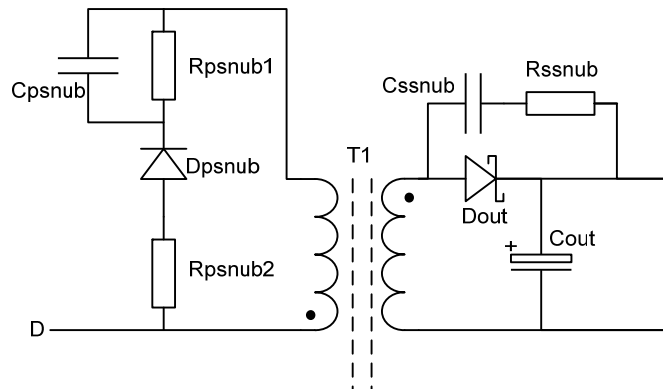 Rpsnub1
Cpsnub
Rssnub
Cssnub
T1
Dpsnub
Dout
Cout
+
Rpsnub2
D